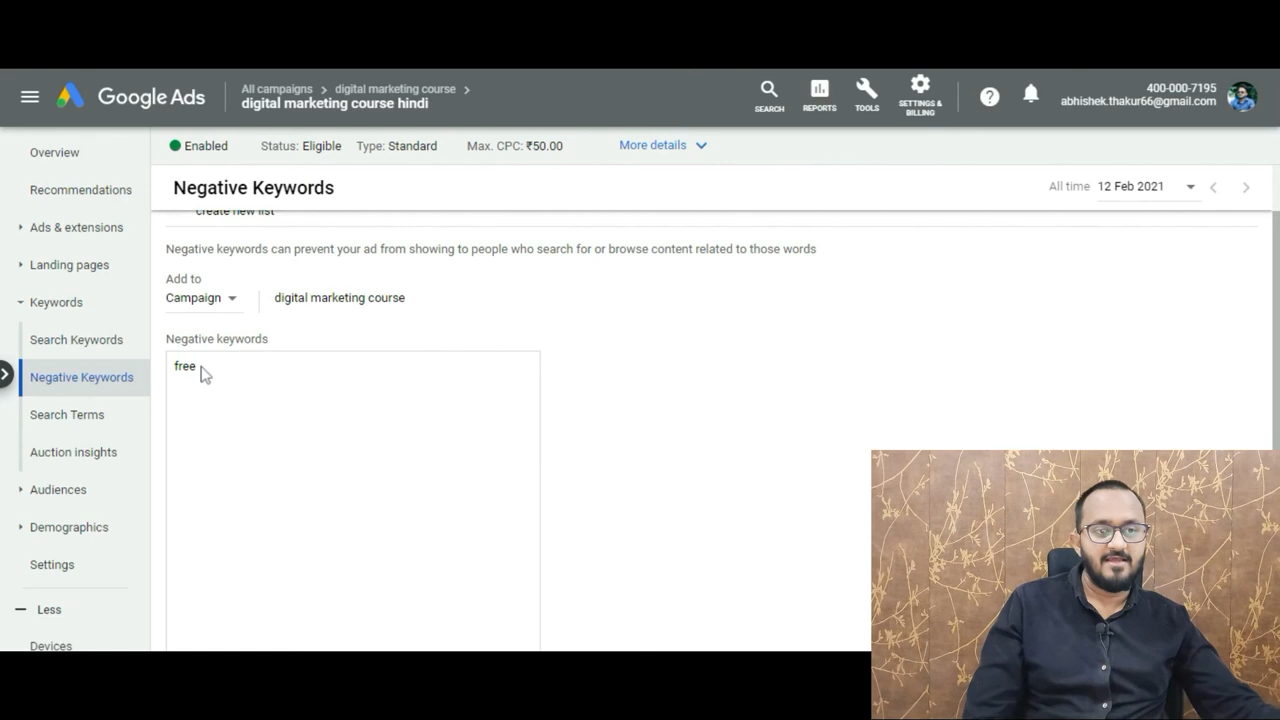 Google Ads
All campaigns > digital marketing course >
digital marketing course hindi
SEARCH
REPORTS
TOOLS
SETTINGS &
BILLING
400-000-7195
abhishek.thakur66@gmail.com
Overview
Recommendations
Ads & extensions
Landing pages
Keywords
Search Keywords
Negative Keywords
Search Terms
Auction insights
Audiences
Demographics
Settings
Less
Devices
Enabled Status: Eligible Type: Standard Max. CPC: ₹50.00 More details
Negative Keywords
All time 12 Feb 2021
create new list
Negative keywords can prevent your ad from showing to people who search for or browse content related to those words
Add to
Campaign digital marketing course
Negative keywords
free